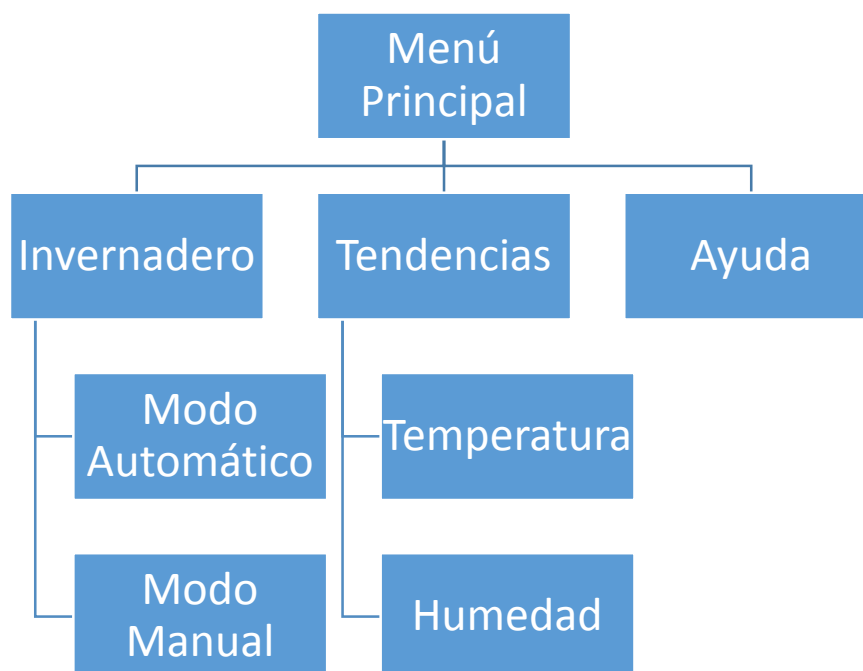 Menú
Principal
Invernadero
Tendencias
Ayuda
Modo
Automático
Temperatura
Modo
Manual
Humedad